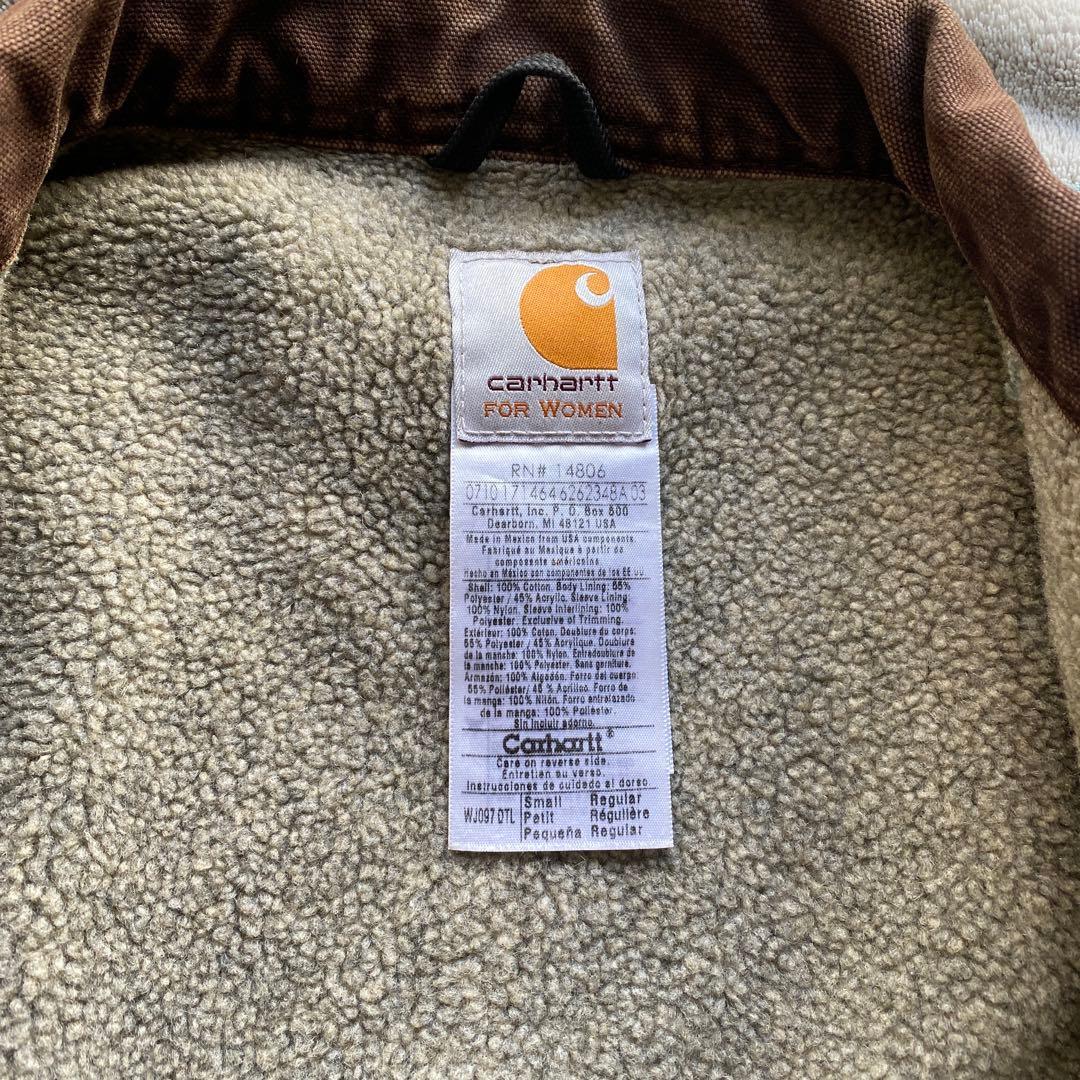 carhartt
FOR WOMEN
RN# 14806
0710 171464 6262348A 03
Carhartt, Inc. P. O. Box 600
Dearborn, MI 48121 USA
Made in Mexico from USA components
Fabriqué au Mexique à partir de
composants américains
Hecho en México con componentes de los EE UU
Shell: 100% Cotton. Body Lining: 55%
Polyester / 45% Acrylic. Sleeve Lining:
100% Nylon. Sleeve Interlining: 100%
Polyester. Exclusive of Trimming.
Extérieur: 100% Coton. Doublure du corps:
55% Polyester / 45% Acrylique. Doublure
de la manche: 100% Nylon. Entredoublure de
la manche: 100% Polyester. Sans garniture.
Armazón: 100% Algodón. Forro del cuerpo
55% Poliéster/ 45 % Acrilico. Forro de
la manga: 100% Nilón. Forro entrelazado
de la manga: 100% Poliéster.
Sin incluir adorno.
Carhartt®
Care on reverse side.
Entretien au verso.
Instrucciones de cuidado al dorso.
WJ097 DTL Small Regular
Petit Régulière
Pequeña Regular